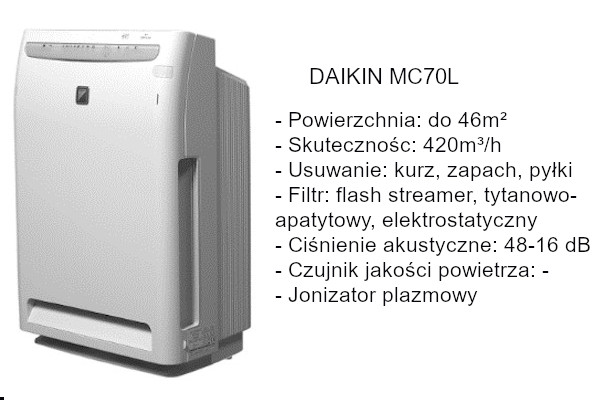 DAIKIN MC70L
- Powierzchnia: do 46m²
- Skutecznośc: 420m³/h
- Usuwanie: kurz, zapach, pyłki
- Filtr: flash streamer, tytanowo-
apatytowy, elektrostatyczny
- Ciśnienie akustyczne: 48-16 dB
- Czujnik jakości powietrza: -
- Jonizator plazmowy